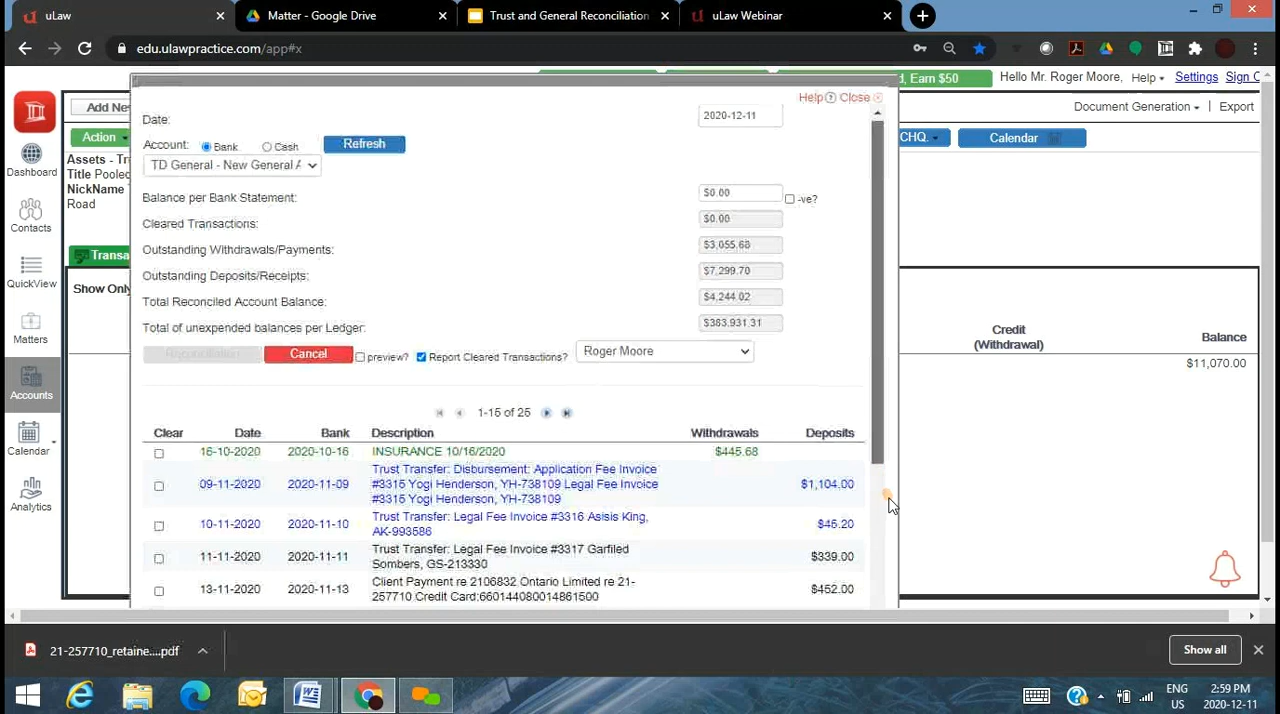 uLaw
Matter - Google Drive
Trust and General Reconciliation
uLaw Webinar
edu.ulawpractice.com/app#x
d, Earn $50
Hello Mr. Roger Moore,
Help
Settings
Sign C
Add Ne
Document Generation
Export
Action
CHQ.
Calendar
Assets - Tr
Title Poole
NickName
Road
Transa
Show Only
Dashboard
Contacts
QuickView
Matters
Accounts
Calendar
Analytics
Help
Close
Date:
2020-12-11
Account:
Bank
Cash
Refresh
TD General - New General A
Balance per Bank Statement:
$0.00
-ve?
Cleared Transactions:
$0.00
Outstanding Withdrawals/Payments:
$3,055.68
Outstanding Deposits/Receipts:
$7,299.70
Total Reconciled Account Balance:
$4,244.02
Total of unexpended balances per Ledger:
$383,931.31
Reconciliation
Cancel
preview?
Report Cleared Transactions?
Roger Moore
1-15 of 25
Clear Date Bank Description Withdrawals Deposits
16-10-2020 2020-10-16 INSURANCE 10/16/2020 $445.68
Trust Transfer: Disbursement: Application Fee Invoice
09-11-2020 2020-11-09 #3315 Yogi Henderson, YH-738109 Legal Fee Invoice $1,104.00
#3315 Yogi Henderson, YH-738109
10-11-2020 2020-11-10 Trust Transfer: Legal Fee Invoice #3316 Asisis King, $45.20
AK-993586
11-11-2020 2020-11-11 Trust Transfer: Legal Fee Invoice #3317 Garfiled $339.00
Sombers, GS-213330
13-11-2020 2020-11-13 Client Payment re 2106832 Ontario Limited re 21- $452.00
257710 Credit Card:660144080014861500
Credit
(Withdrawal)
Balance
$11,070.00
21-257710_retaine....pdf
Show all
ENG
US
2:59 PM
2020-12-11